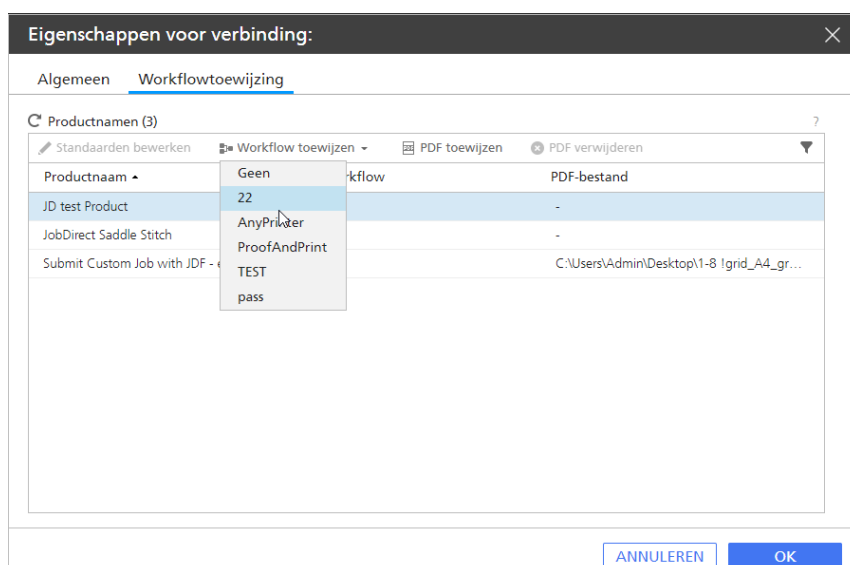 Eigenschappen voor verbinding:
Algemeen Workflowtoewijzing
Productnamen (3) ?
Standaarden bewerken Workflow toewijzen PDF toewijzen PDF verwijderen
Productnaam PDF-bestand
Geen
22
AnyPrinter
ProofAndPrint
TEST
pass
JD test Product -
JobDirect Saddle Stitch -
Submit Custom Job with JDF - C:\Users\Admin\Desktop\1-8 !grid_A4_gr...
ANNULEREN OK